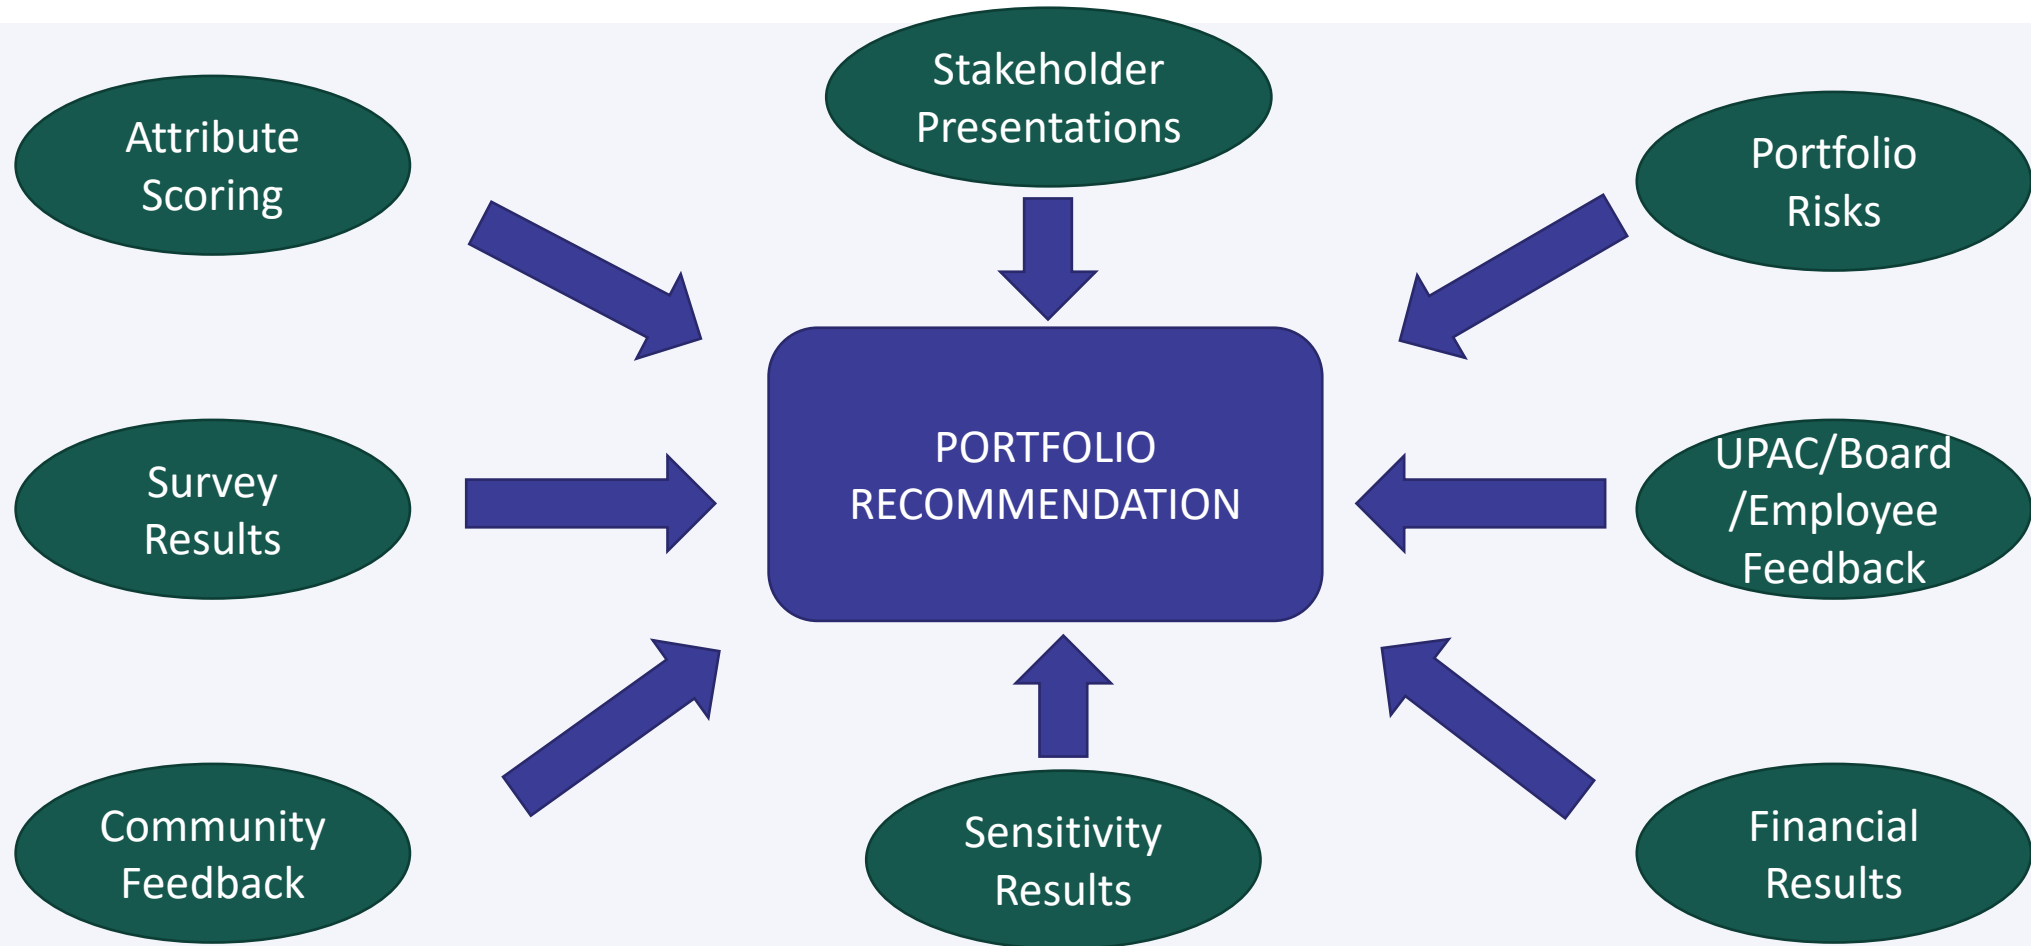 Stakeholder
Presentations
Attribute
Scoring
Portfolio
Risks
PORTFOLIO
RECOMMENDATION
Survey
Results
UPAC/Board
/Employee
Feedback
Community
Feedback
Sensitivity
Results
Financial
Results